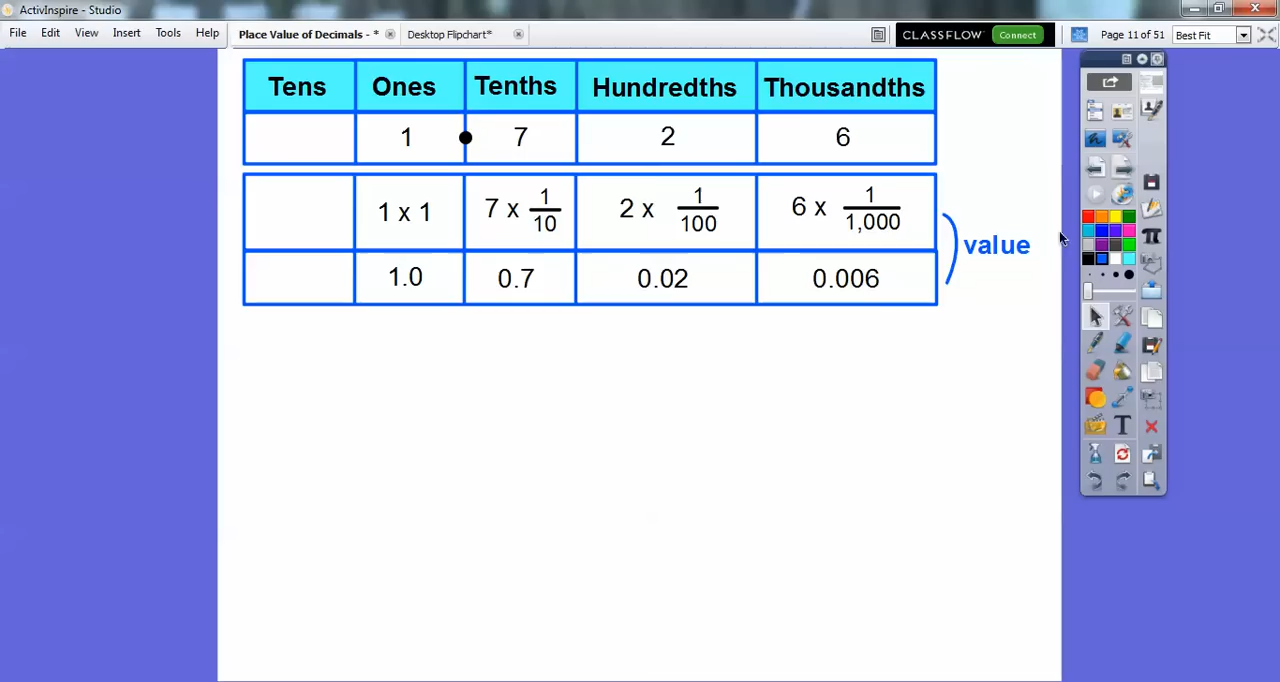 ActivInspire - Studio
File Edit View Insert Tools Help Place Value of Decimals - * Desktop Flipchart* CLASSFLOW Connect Page 11 of 51 Best Fit
Tens Ones Tenths Hundredths Thousandths
1 • 7 2 6
1 x 1 7 x 1/10 2 x 1/100 6 x 1/1,000
value
1.0 0.7 0.02 0.006